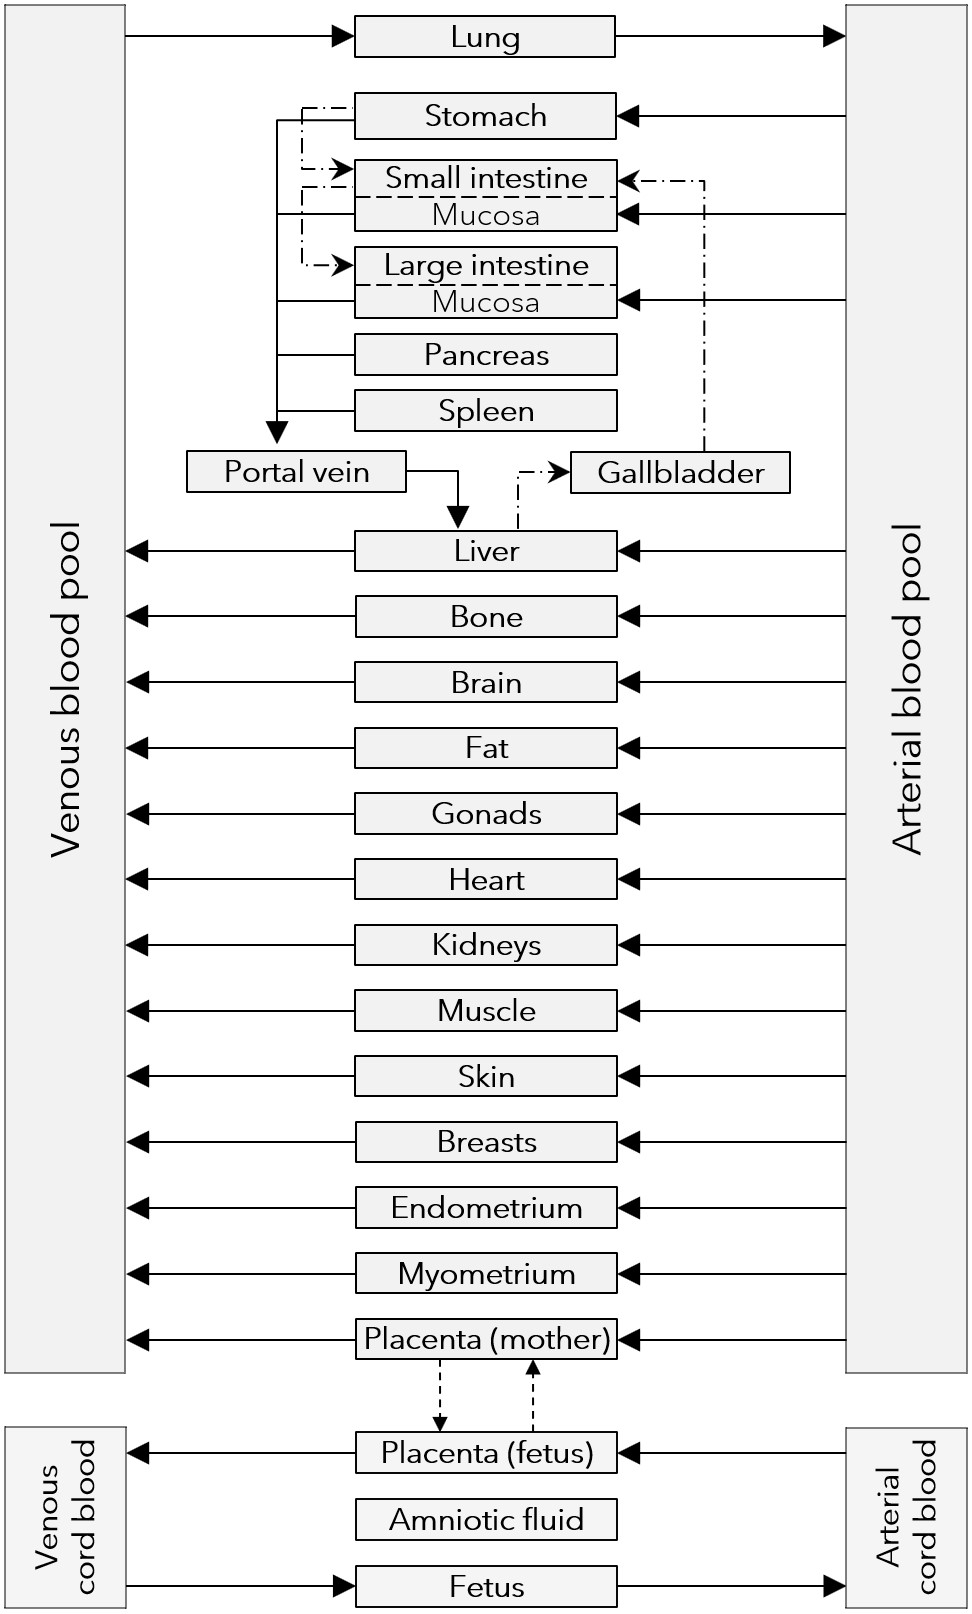 Lung
Stomach
Small intestine
Mucosa
Large intestine
Mucosa
Pancreas
Spleen
Portal vein
Gallbladder
Liver
Bone
Brain
Fat
Gonads
Heart
Kidneys
Muscle
Skin
Breasts
Endometrium
Myometrium
Placenta (mother)
Placenta (fetus)
Amniotic fluid
Fetus
Venous blood pool
Arterial blood pool
Venous
cord blood
Arterial
cord blood